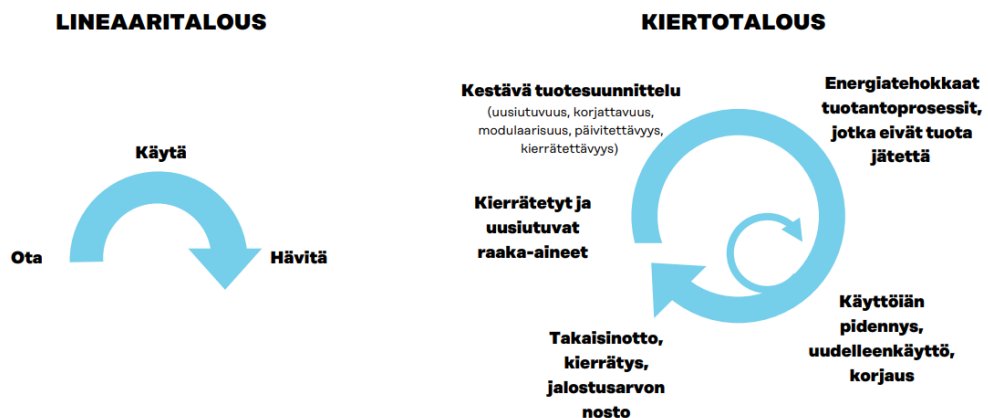 LINEAARITALOUS
Ota
Käytä
Hävitä
KIERTOTALOUS
Kestävä tuotesuunnittelu
(uusiutuvuus, korjattavuus,
modulaarisuus, päivitettävyys,
kierrätettävyys)
Energiatehokkaat
tuotantoprosessit,
jotka eivät tuota
jätettä
Kierrätetyt ja
uusiutuvat
raaka-aineet
Käyttöiän
pidennys,
uudelleenkäyttö,
korjaus
Takaisinotto,
kierrätys,
jalostusarvon
nosto